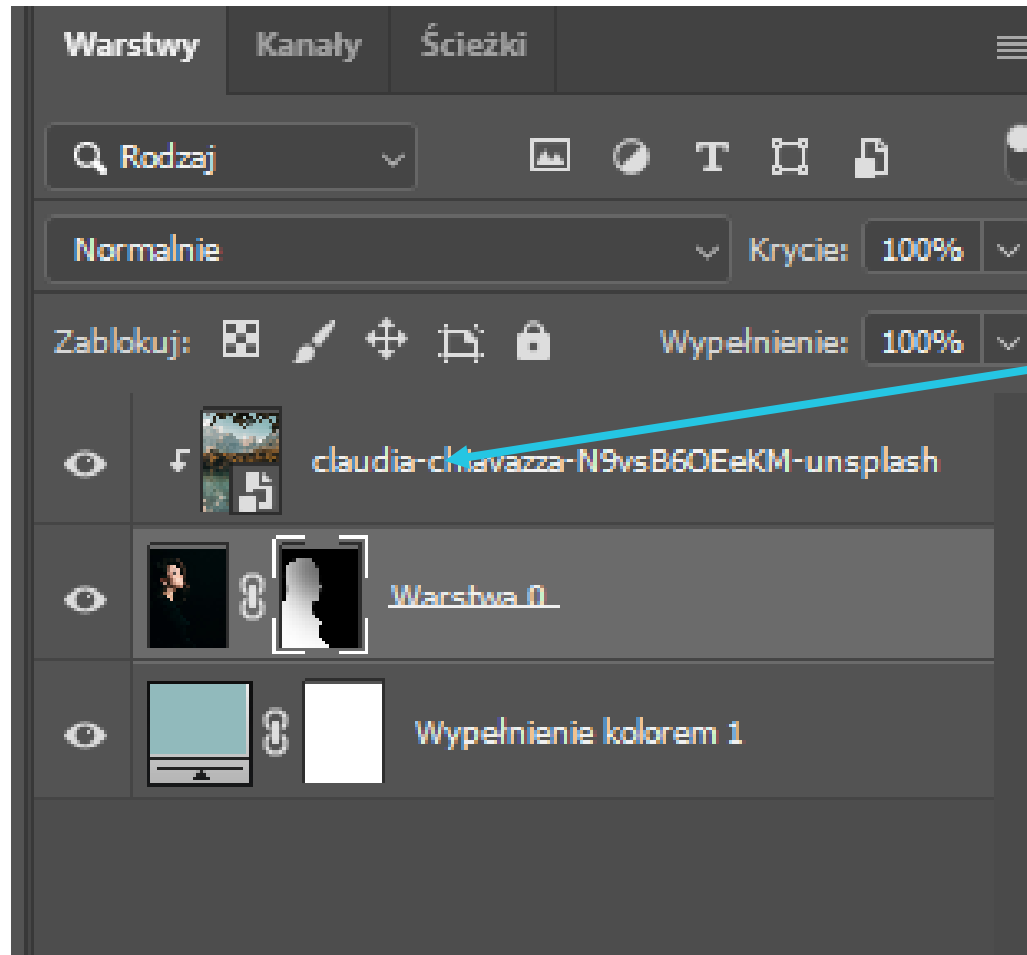 Warstwy Kanały Ścieżki
Rodzaj
Normalnie Krycie: 100%
Zablokuj: Wypełnienie: 100%
claudia-chiavazza-N9vsB6OEeKM-unsplash
Warstwa 0
Wypełnienie kolorem 1